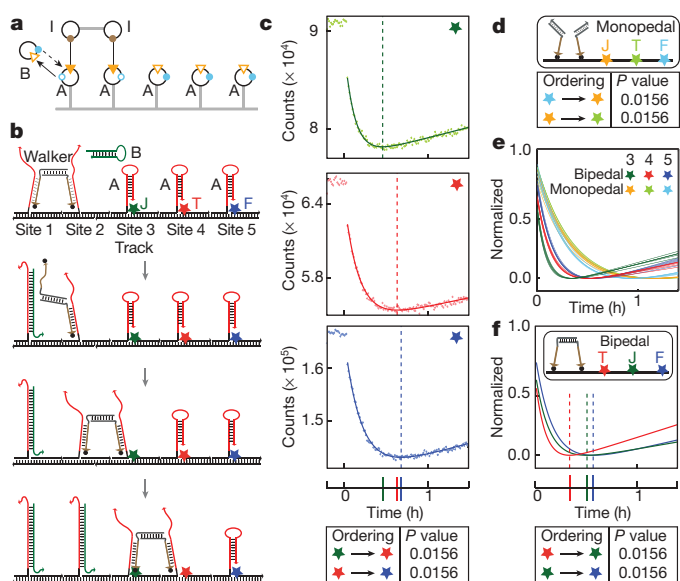 a
I I
B
A A A A A
b
Walker B
A A A
J T F
Site 1 Site 2 Site 3 Site 4 Site 5
Track
c
Counts (× 10⁴)
9
8
Counts (× 10⁴)
6.4
5.8
Counts (× 10⁵)
1.6
1.5
0 1
Time (h)
Ordering P value
0.0156
0.0156
d
Monopedal
J T F
Ordering P value
0.0156
0.0156
e
Normalized
1.0
0.5
0
3 4 5
Bipedal
Monopedal
0 1
Time (h)
f
Normalized
1.0
0.5
0.0
Bipedal
T J F
0 1
Time (h)
Ordering P value
0.0156
0.0156